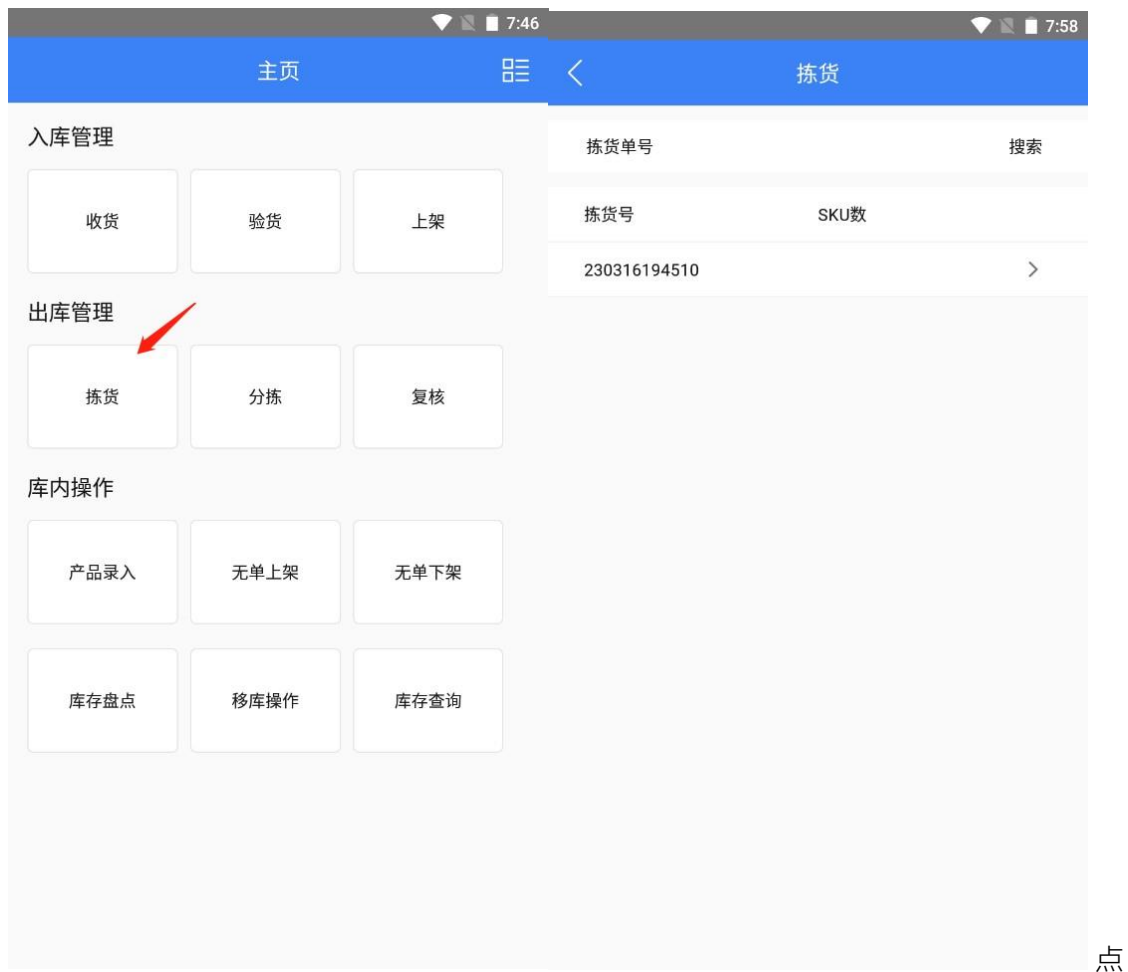 7:46
主页
入库管理
收货 验货 上架
出库管理
拣货 分拣 复核
库内操作
产品录入 无单上架 无单下架
库存盘点 移库操作 库存查询
7:58
拣货
拣货单号 搜索
拣货号 SKU数
230316194510
点